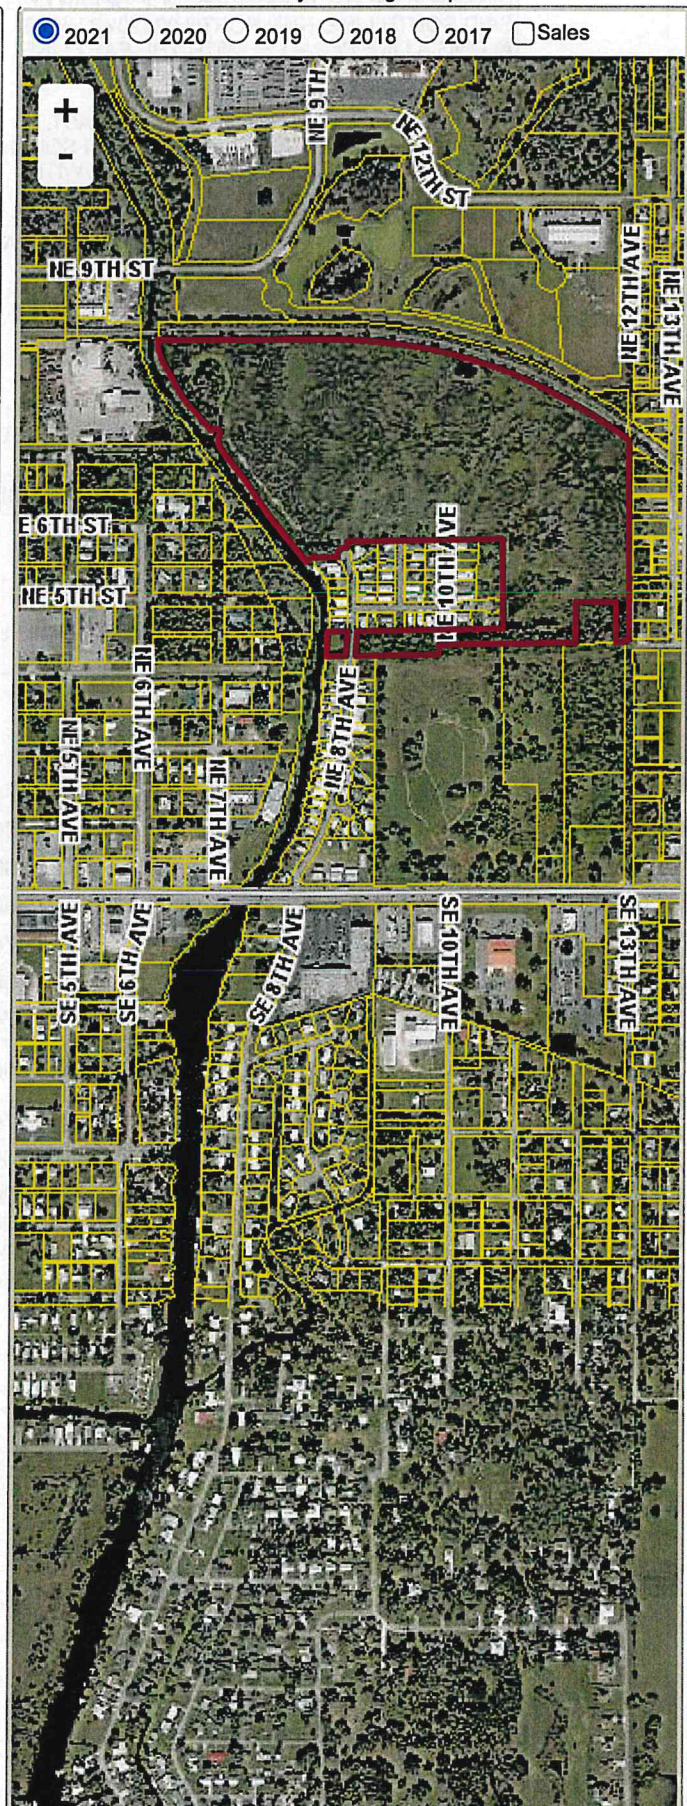 2021 2020 2019 2018 2017 Sales
+
-
NE 9TH
NE 12TH ST
NE 9TH ST
NE 12TH AVE
NE 13TH AVE
E 6TH ST
NE 10TH AVE
NE 5TH ST
NE 6TH AVE
NE 8TH AVE
NE 5TH AVE
NE 7TH AVE
SE 5TH AVE
SE 6TH AVE
SE 8TH AVE
SE 10TH AVE
SE 13TH AVE